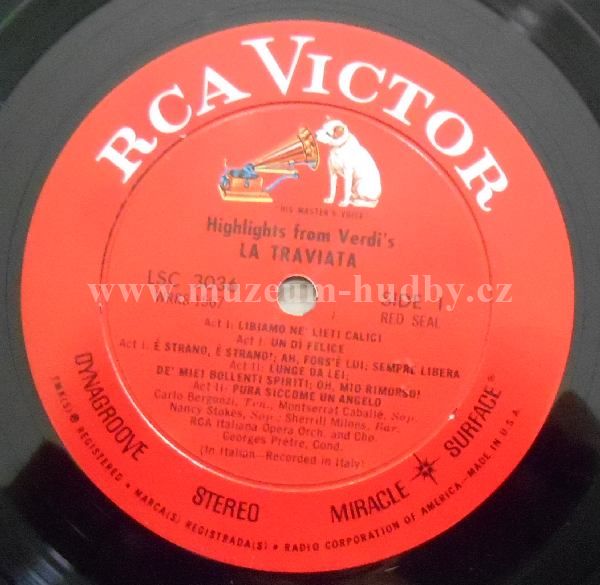 RCA VICTOR
"HIS MASTER'S VOICE"
Highlights from Verdi's
LA TRAVIATA
LSC 3034
SIDE 1
RED SEAL
www.muzeum-hudby.cz
Act I: LIBIAMO NE' LIETI CALICI
Act I: UN DÌ FELICE
Act I: È STRANO, È STRANO!; AH, FORS'È LUI; SEMPRE LIBERA
Act II: LUNGE DA LEI;
DE' MIEI BOLLENTI SPIRITI; OH, MIO RIMORSO!
Act II: PURA SICCOME UN ANGELO
Carlo Bergonzi, Ten.; Montserrat Caballé, Sop.
Nancy Stokes, Sop.; Sherrill Milnes, Bar.
RCA Italiana Opera Orch. and Cho.
Georges Prêtre, Cond.
(In Italian—Recorded in Italy)
DYNAGROOVE
STEREO
MIRACLE SURFACE®
TMK(S) ® REGISTERED • MARCA(S) REGISTRADA(S) • RADIO CORPORATION OF AMERICA—MADE IN U.S.A.